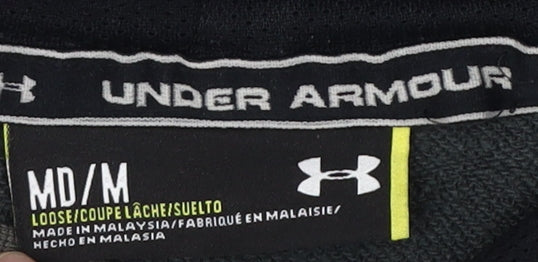 UNDER ARMOUR
MD/M
LOOSE/COUPE LÂCHE/SUELTO
MADE IN MALAYSIA/FABRIQUÉ EN MALAISIE/
HECHO EN MALASIA